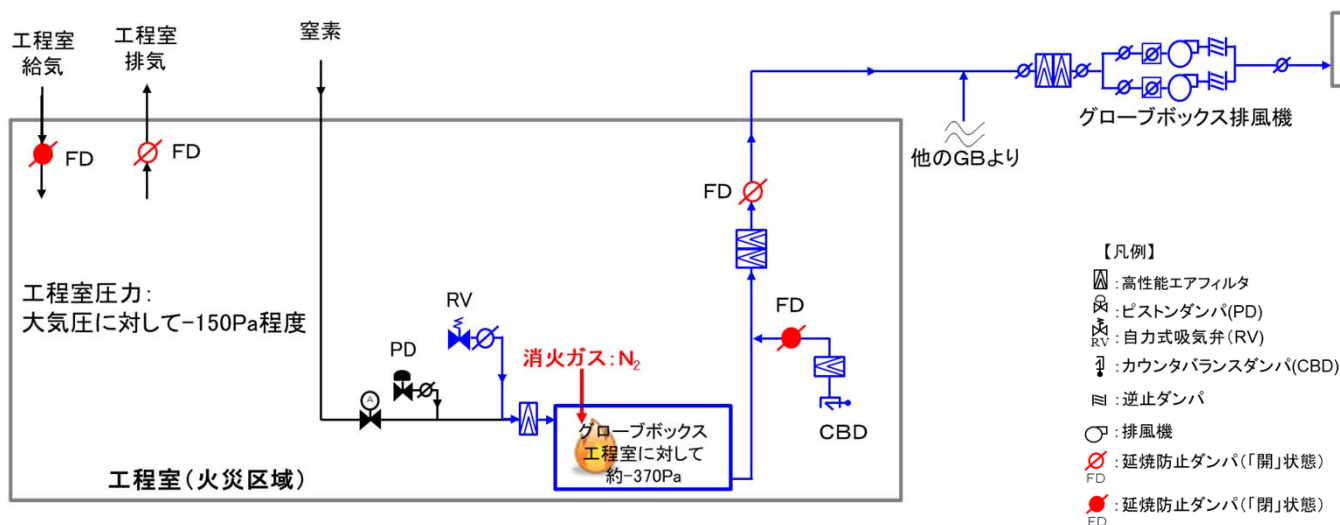 工程室
給気
工程室
排気
窒素
FD
FD
グローブボックス排風機
他のGBより
FD
工程室圧力:
大気圧に対して-150Pa程度
RV
PD
A
消火ガス:N₂
FD
CBD
グローブボックス
工程室に対して
約-370Pa
工程室(火災区域)
【凡例】
:高性能エアフィルタ
:ピストンダンパ(PD)
RV :自力式吸気弁(RV)
:カウンタバランスダンパ(CBD)
:逆止ダンパ
:排風機
:延焼防止ダンパ(「開」状態)
FD
:延焼防止ダンパ(「閉」状態)
FD